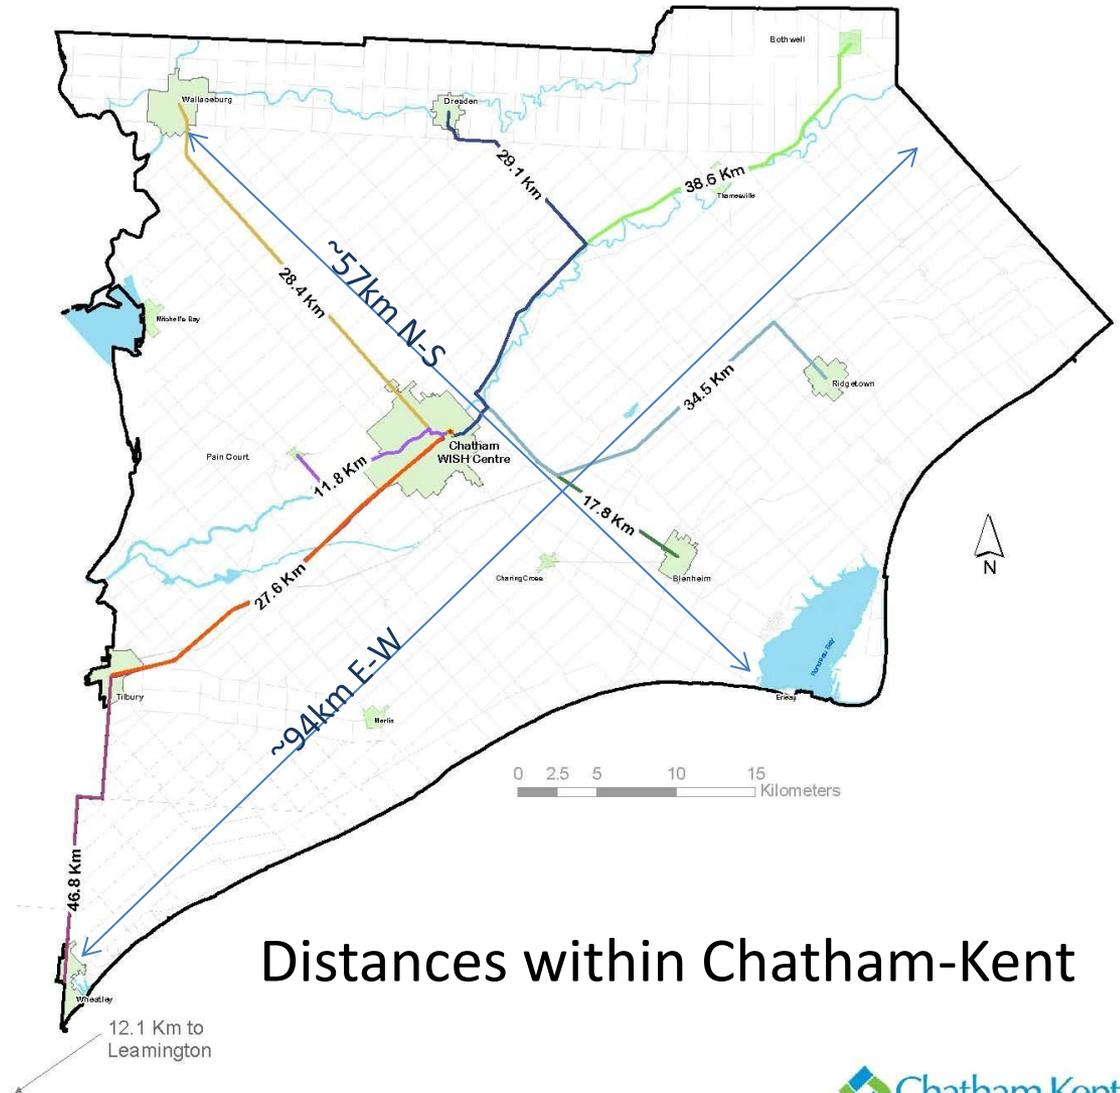 Bothwell
Wallaceburg
Dresden
29.1 Km
38.6 Km
Thamesville
~57km N-S
28.4 Km
Mitchell's Bay
34.5 Km
Ridgetown
Chatham
WISH Centre
Pain Court
11.8 Km
17.8 Km
N
27.6 Km
Charing Cross
Blenheim
Rondeau Bay
~94km E-W
Tilbury
Merlin
Erieau
0 2.5 5 10 15
Kilometers
46.8 Km
Distances within Chatham-Kent
Wheatley
12.1 Km to
Leamington
Chatham-Kent